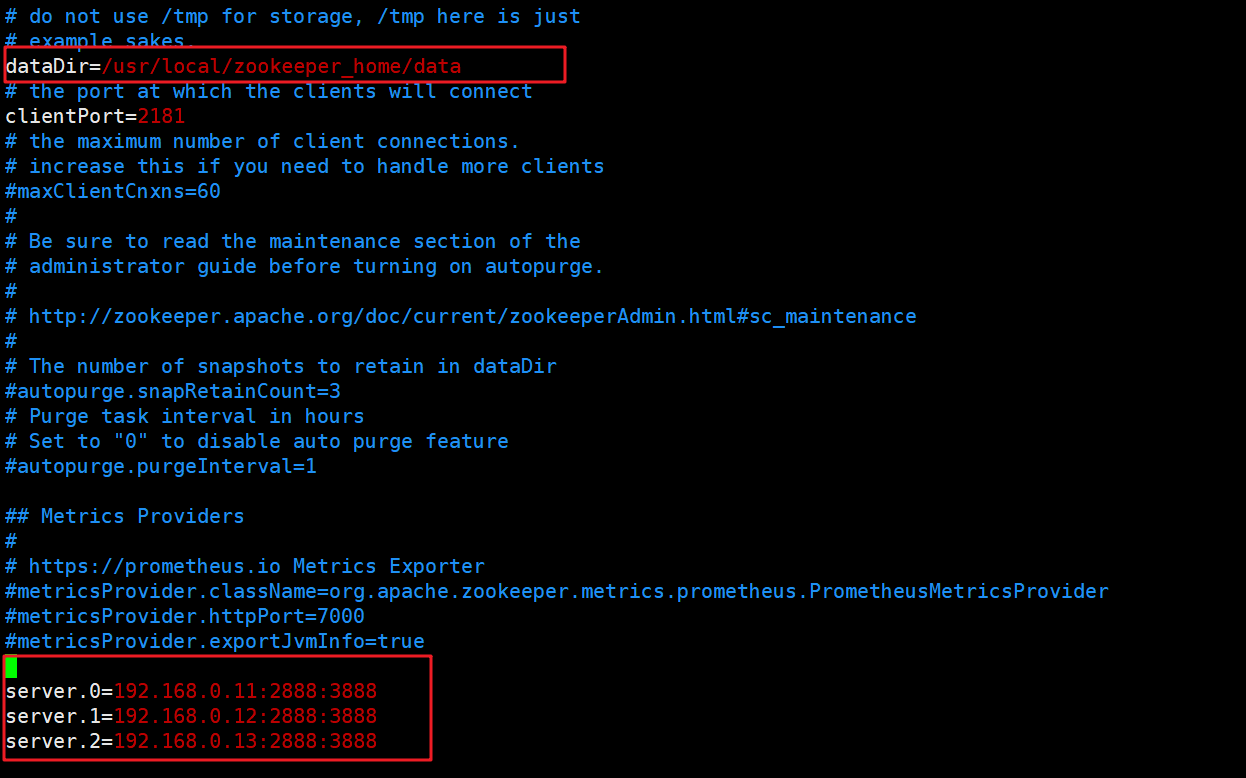 # do not use /tmp for storage, /tmp here is just
# example sakes.
dataDir=/usr/local/zookeeper_home/data
# the port at which the clients will connect
clientPort=2181
# the maximum number of client connections.
# increase this if you need to handle more clients
#maxClientCnxns=60
#
# Be sure to read the maintenance section of the
# administrator guide before turning on autopurge.
#
# http://zookeeper.apache.org/doc/current/zookeeperAdmin.html#sc_maintenance
#
# The number of snapshots to retain in dataDir
#autopurge.snapRetainCount=3
# Purge task interval in hours
# Set to "0" to disable auto purge feature
#autopurge.purgeInterval=1
## Metrics Providers
#
# https://prometheus.io Metrics Exporter
#metricsProvider.className=org.apache.zookeeper.metrics.prometheus.PrometheusMetricsProvider
#metricsProvider.httpPort=7000
#metricsProvider.exportJvmInfo=true
server.0=192.168.0.11:2888:3888
server.1=192.168.0.12:2888:3888
server.2=192.168.0.13:2888:3888